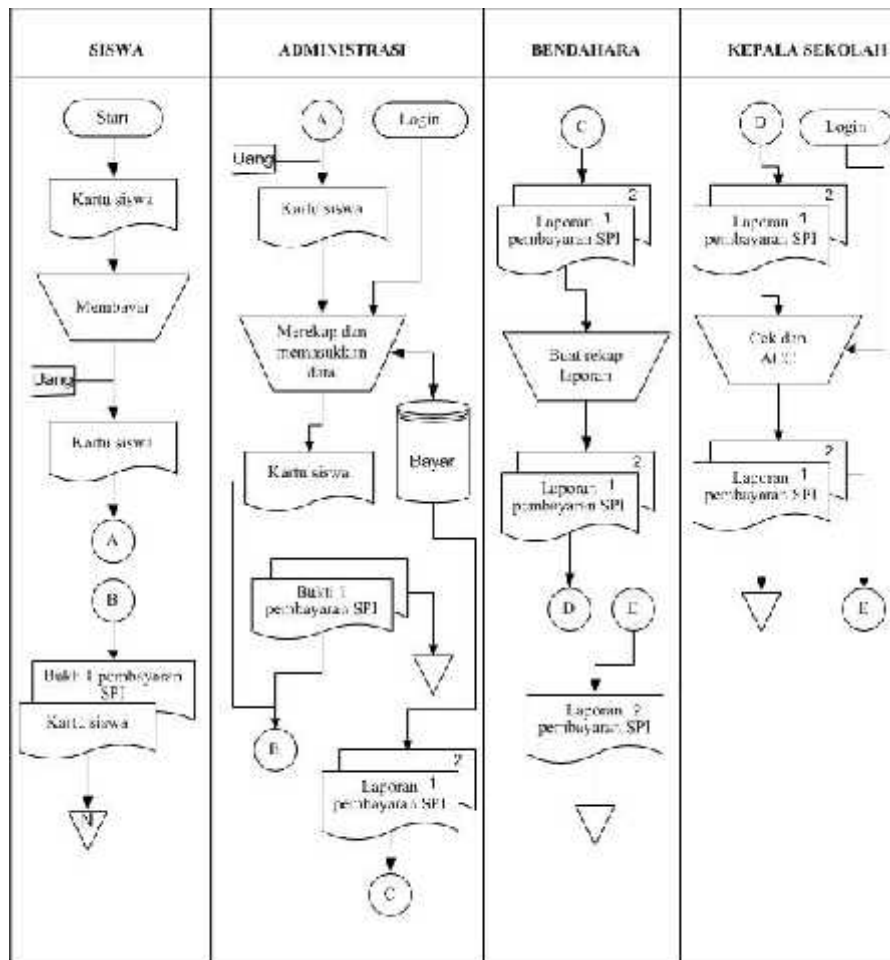 SISWA
Start
Kartu siswa
Membayar
Uang
Kartu siswa
A
B
Bukti 1 pembayaran
SPI
Kartu siswa
N
ADMINISTRASI
A
Login
Uang
Kartu siswa
Merekap dan
memasukkan
data
Kartu siswa
Bayar
Bukti 1
pembayaran SPI
B
2
Laporan 1
pembayaran SPI
C
BENDAHARA
C
2
Laporan 1
pembayaran SPI
Buat rekap
laporan
2
Laporan 1
pembayaran SPI
D
E
Laporan 2
pembayaran SPI
KEPALA SEKOLAH
D
Login
2
Laporan 1
pembayaran SPI
Cek dan
ACC
2
Laporan 1
pembayaran SPI
E